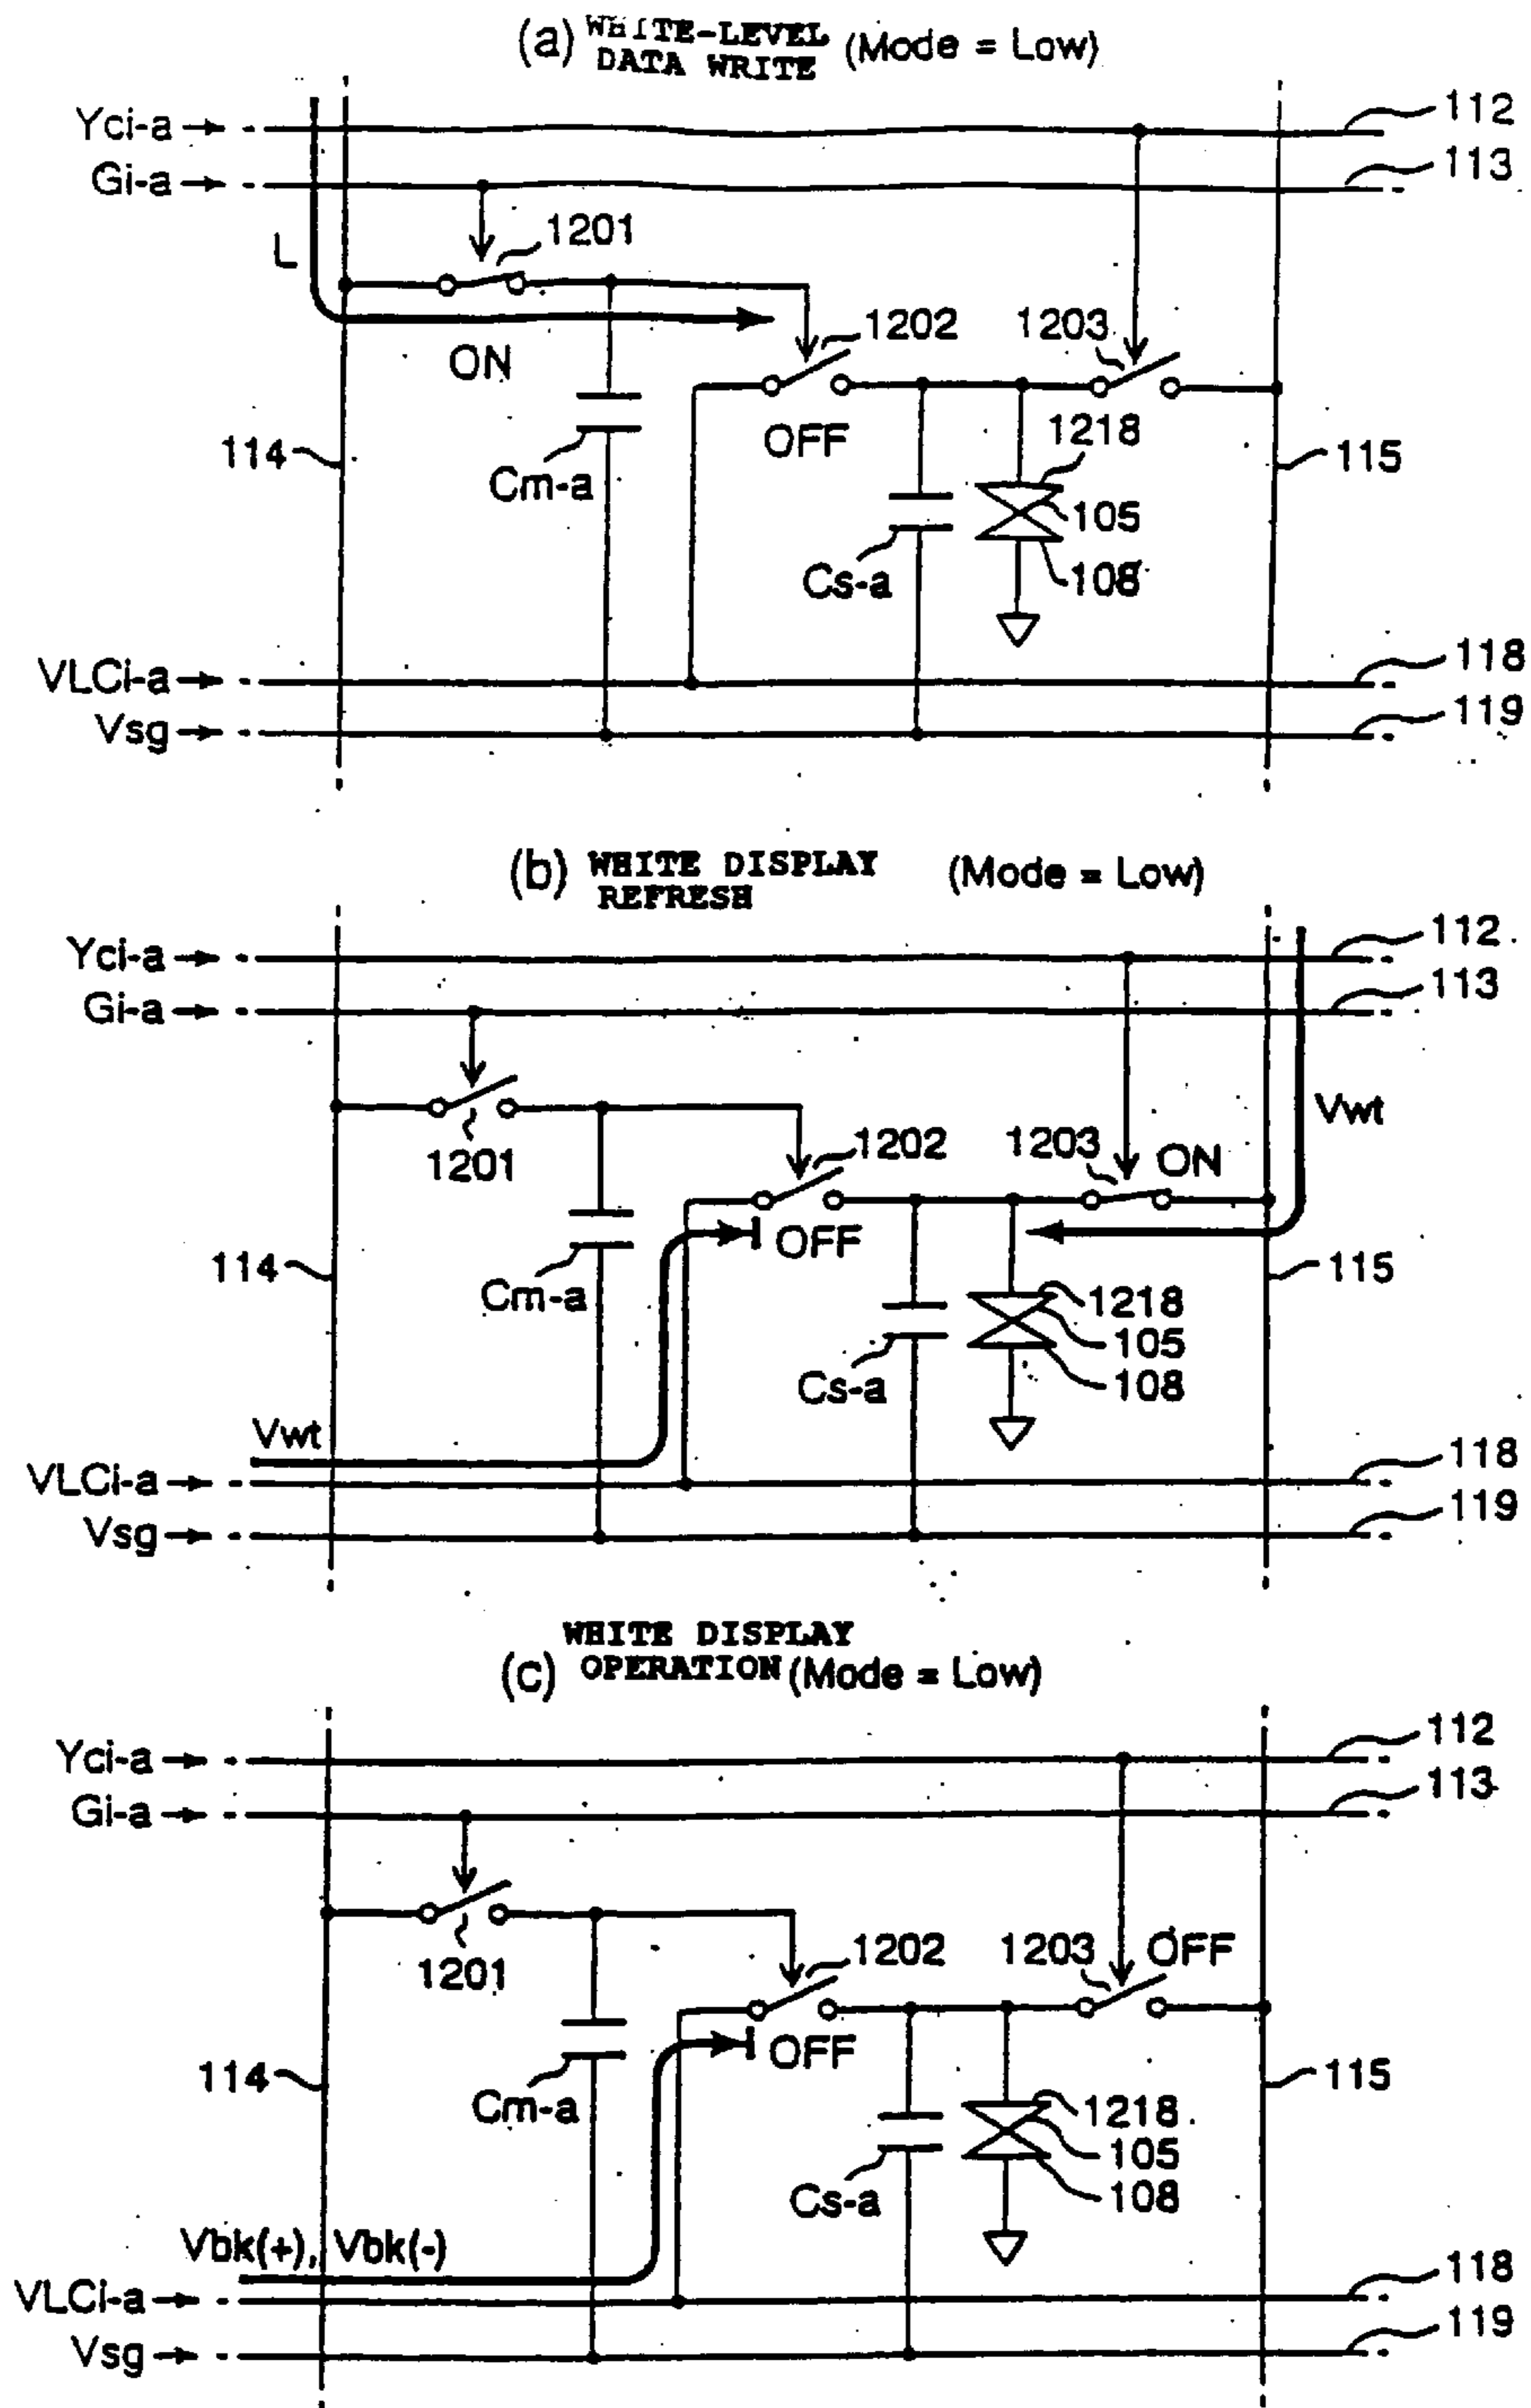 (a) WHITE-LEVEL DATA WRITE (Mode = Low)
Yci-a
112
Gi-a
113
L
1201
ON
1202
1203
OFF
1218
114
115
Cm-a
105
Cs-a
108
VLCi-a
118
Vsg
119
(b) WHITE DISPLAY REFRESH (Mode = Low)
Yci-a
112
Gi-a
113
Vwt
1201
1202
1203
ON
OFF
114
115
Cm-a
1218
105
Cs-a
108
Vwt
VLCi-a
118
Vsg
119
(c) WHITE DISPLAY OPERATION (Mode = Low)
Yci-a
112
Gi-a
113
1201
1202
1203
OFF
OFF
114
115
Cm-a
1218
105
Cs-a
108
Vbk(+), Vbk(-)
VLCi-a
118
Vsg
119